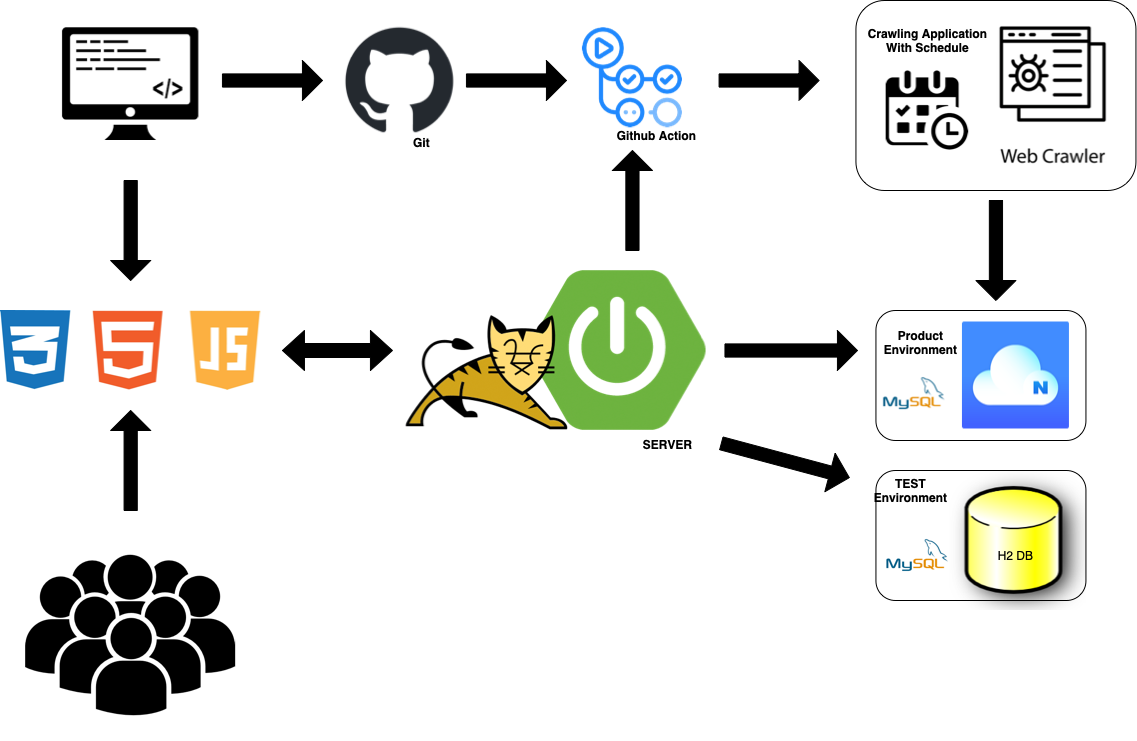 </>
Git
Github Action
Crawling Application
With Schedule
Web Crawler
3
5
JS
SERVER
Product
Environment
MySQL
N
TEST
Environment
MySQL
H2 DB